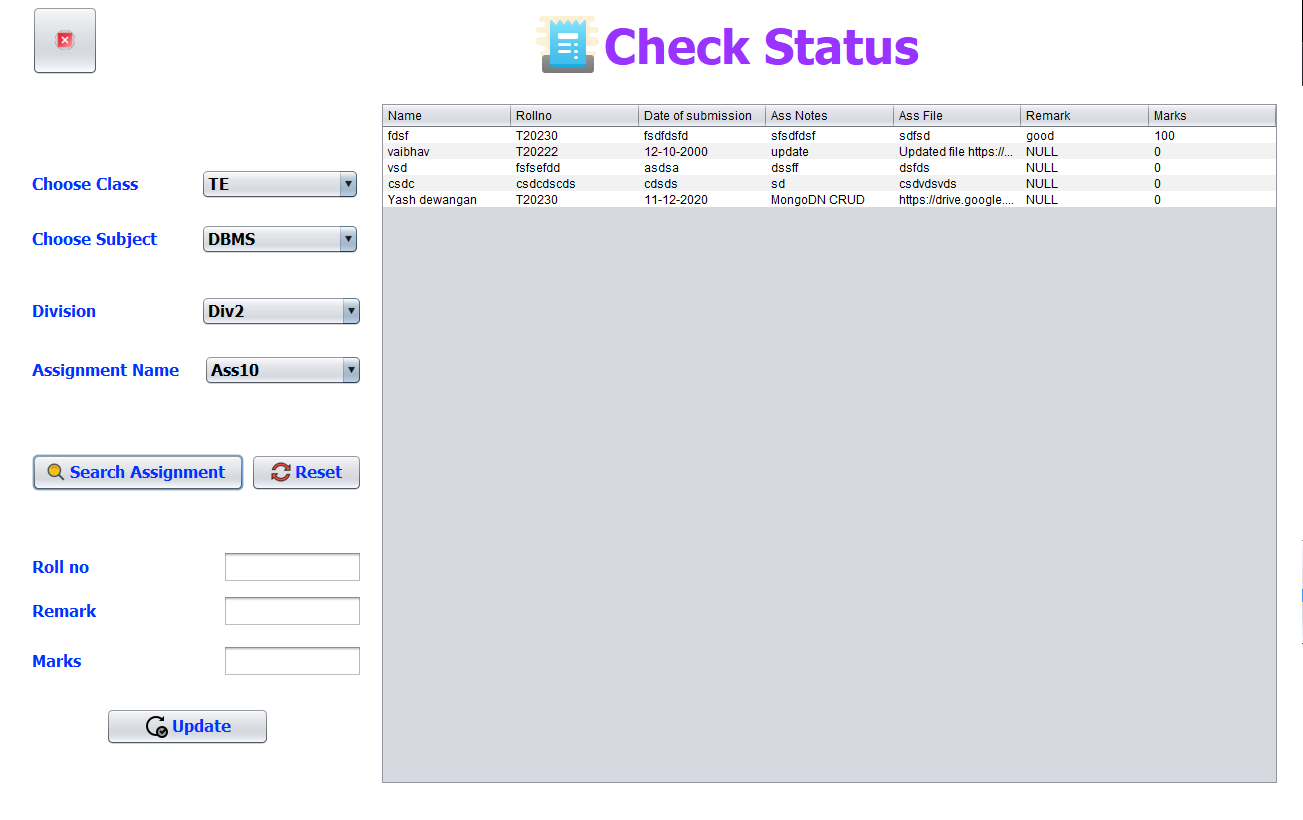 Check Status
Choose Class TE
Choose Subject DBMS
Division Div2
Assignment Name Ass10
Search Assignment Reset
Roll no
Remark
Marks
Update
Name Rollno Date of submission Ass Notes Ass File Remark Marks
fdsf T20230 fsdfdsfd sfsdfdsf sdfsd good 100
vaibhav T20222 12-10-2000 update Updated file https://... NULL 0
vsd fsfsefdd asdsa dssff dsfds NULL 0
csdc csdcdscds cdsds sd csdvdsvds NULL 0
Yash dewangan T20230 11-12-2020 MongoDN CRUD https://drive.google.... NULL 0